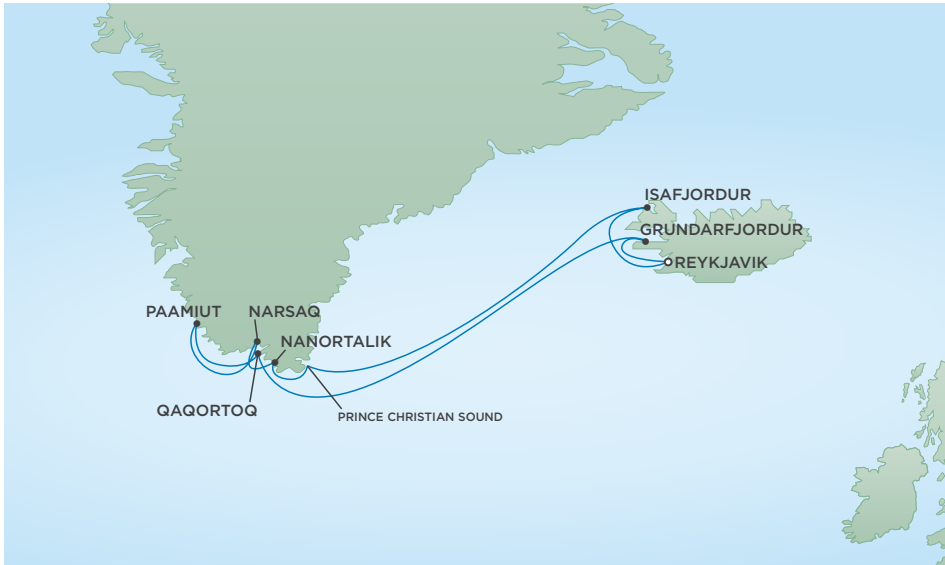 ISAFJORDUR
GRUNDARFJORDUR
REYKJAVIK
PAAMIUT
NARSAQ
NANORTALIK
QAQORTOQ
PRINCE CHRISTIAN SOUND